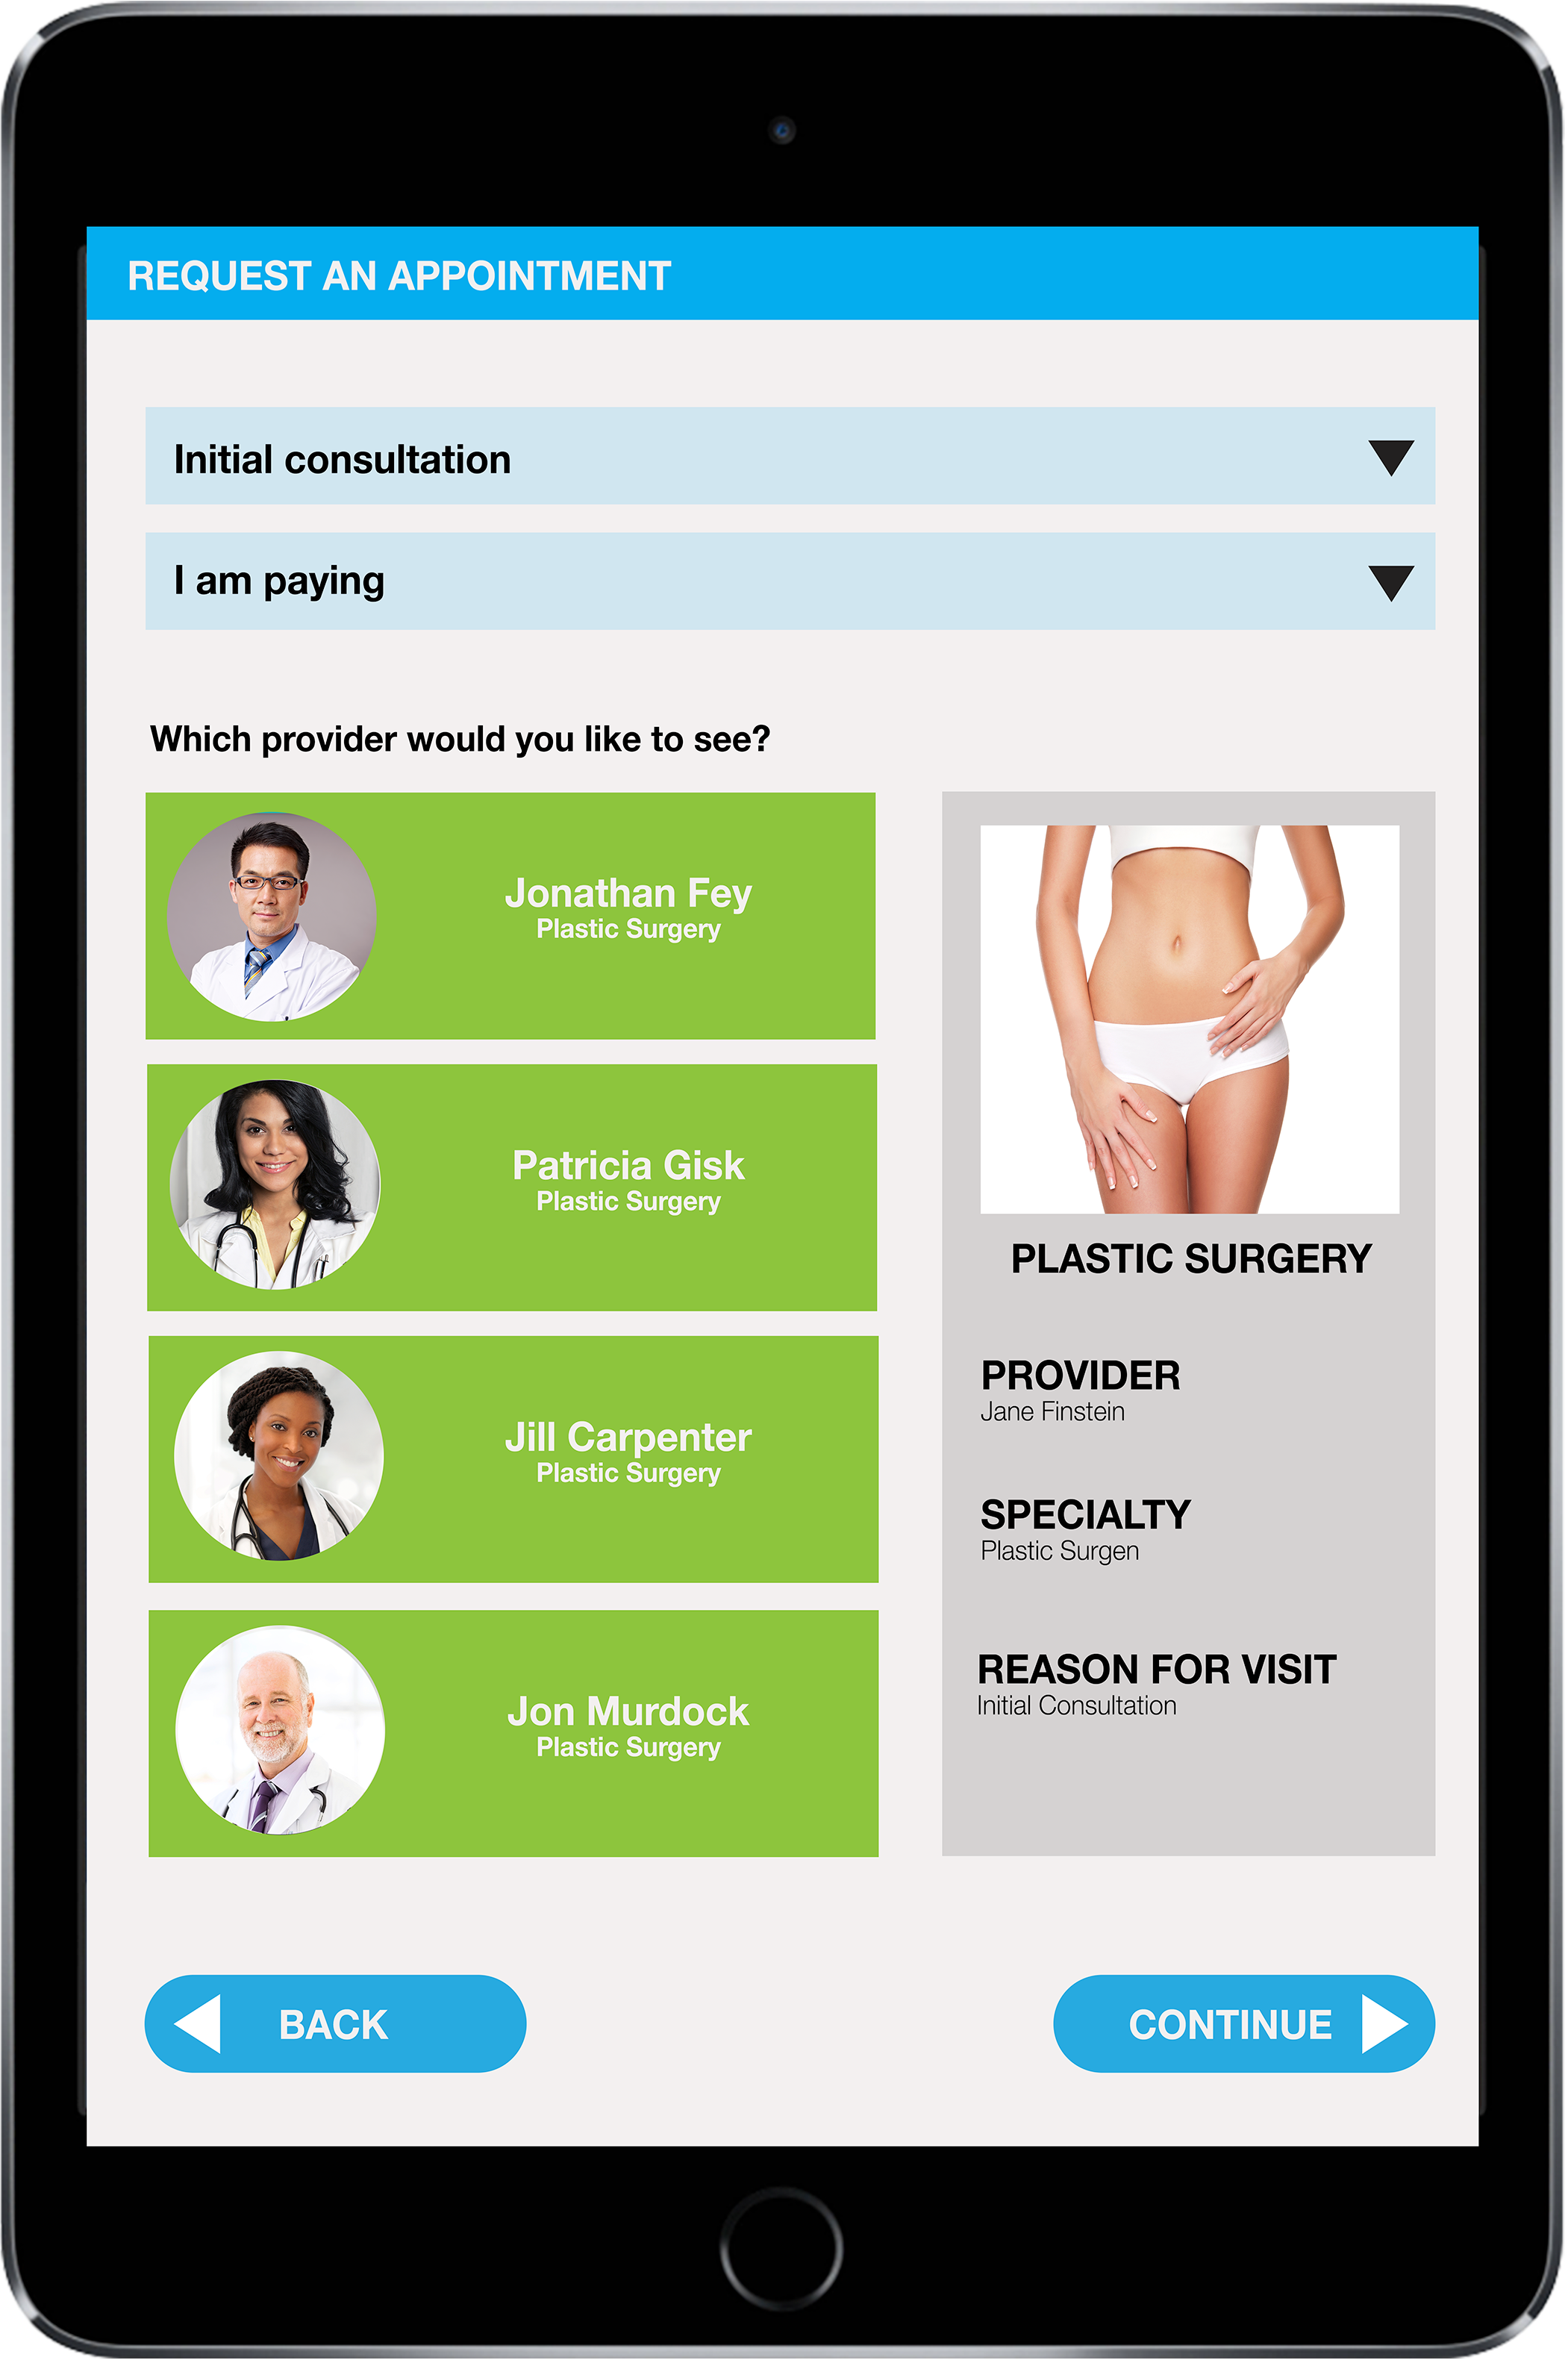 REQUEST AN APPOINTMENT
Initial consultation
I am paying
Which provider would you like to see?
Jonathan Fey
Plastic Surgery
Patricia Gisk
Plastic Surgery
Jill Carpenter
Plastic Surgery
Jon Murdock
Plastic Surgery
PLASTIC SURGERY
PROVIDER
Jane Finstein
SPECIALTY
Plastic Surgen
REASON FOR VISIT
Initial Consultation
BACK
CONTINUE